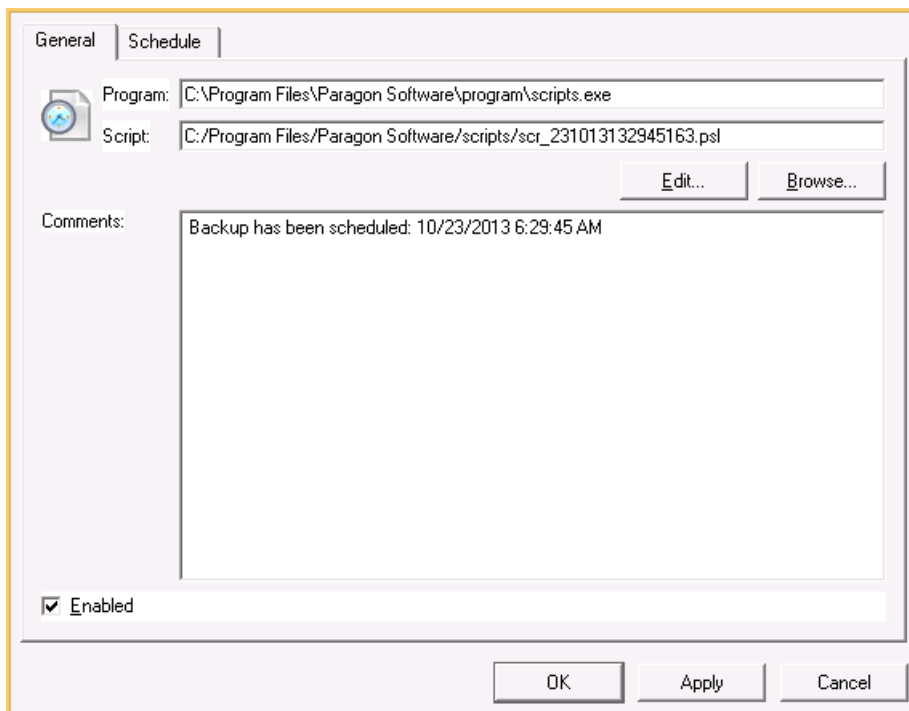 General Schedule
Program: C:\Program Files\Paragon Software\program\scripts.exe
Script: C:/Program Files/Paragon Software/scripts/scr_231013132945163.psl
Edit... Browse...
Comments: Backup has been scheduled: 10/23/2013 6:29:45 AM
Enabled
OK Apply Cancel